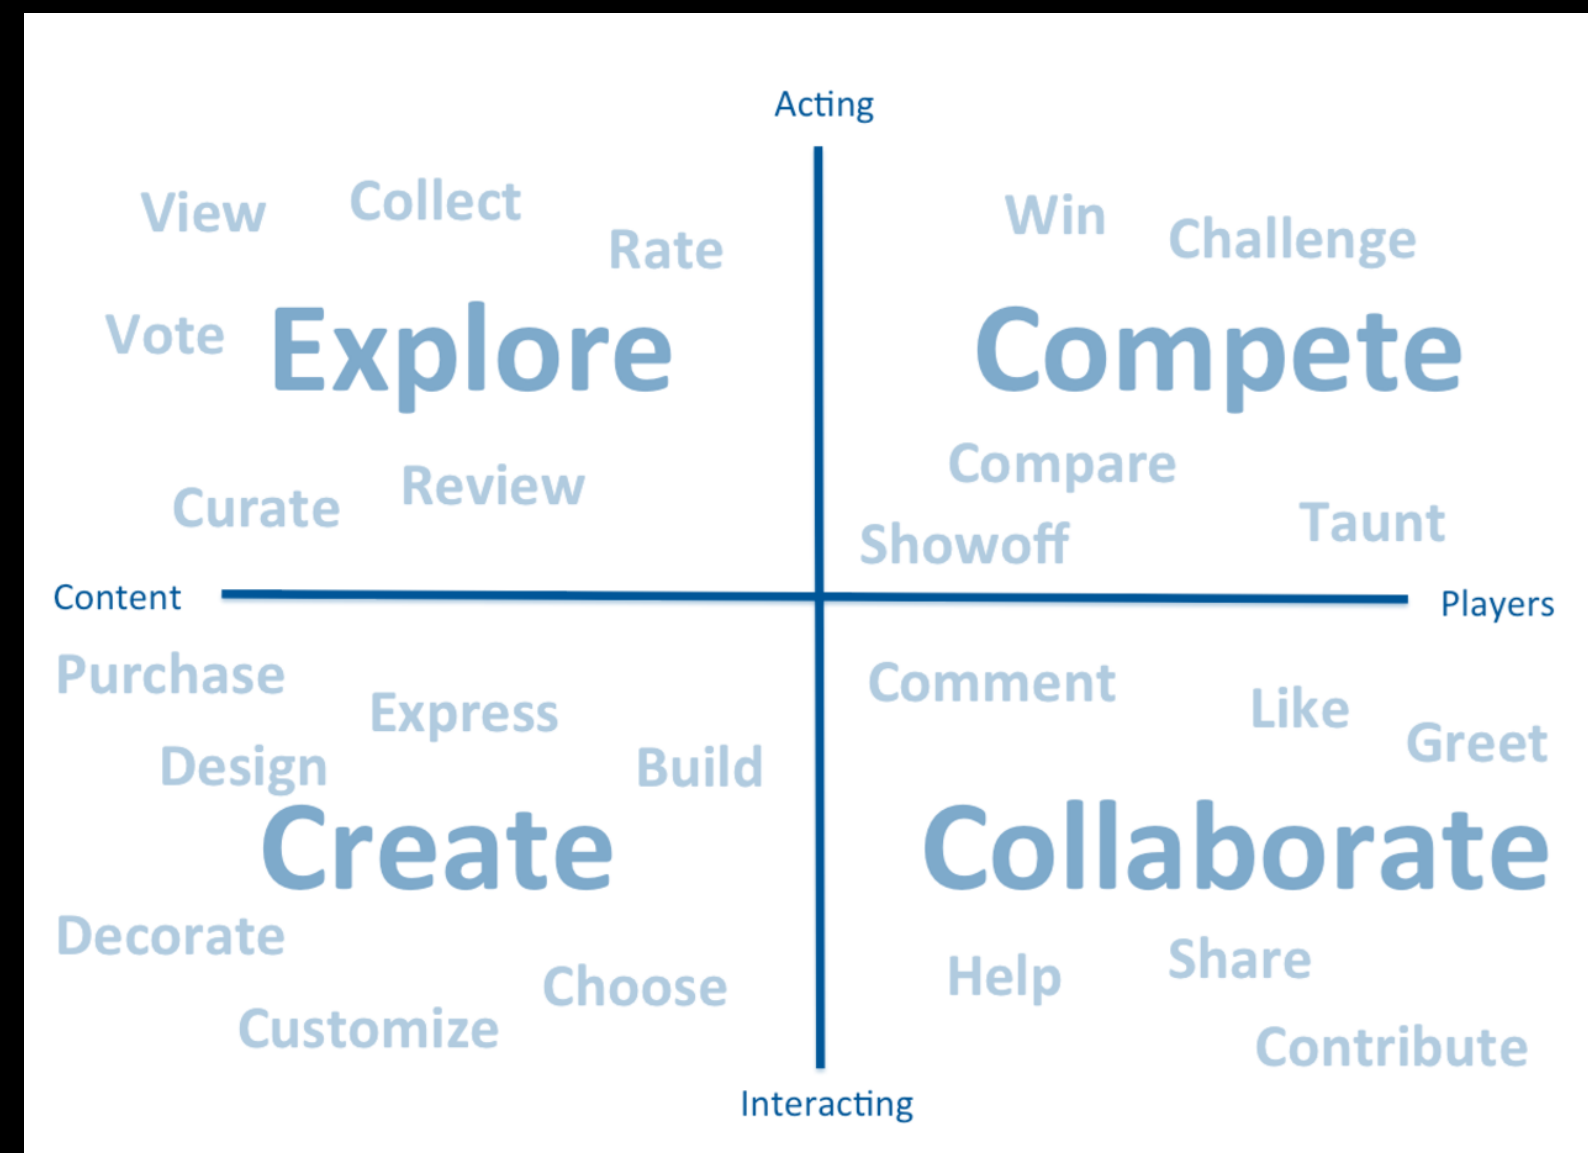 Acting
View
Collect
Rate
Vote
Explore
Curate
Review
Win
Challenge
Compete
Compare
Showoff
Taunt
Content
Players
Purchase
Express
Design
Build
Create
Decorate
Choose
Customize
Comment
Like
Greet
Collaborate
Help
Share
Contribute
Interacting